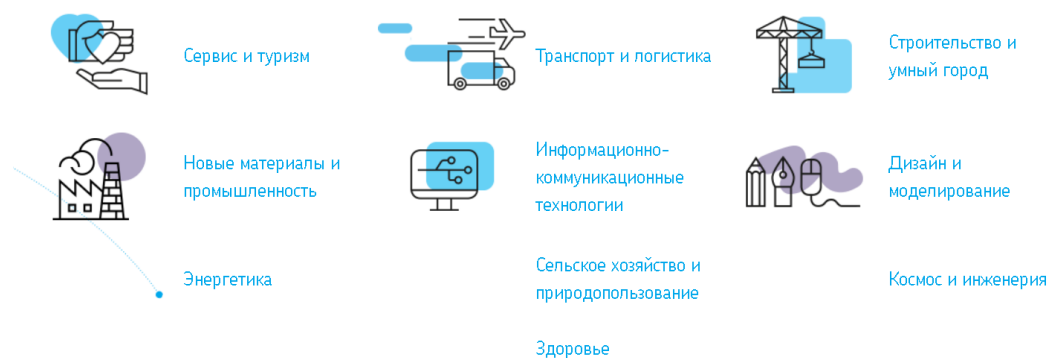 Сервис и туризм
Транспорт и логистика
Строительство и
умный город
Новые материалы и
промышленность
Информационно-
коммуникационные
технологии
Дизайн и
моделирование
Энергетика
Сельское хозяйство и
природопользование
Космос и инженерия
Здоровье